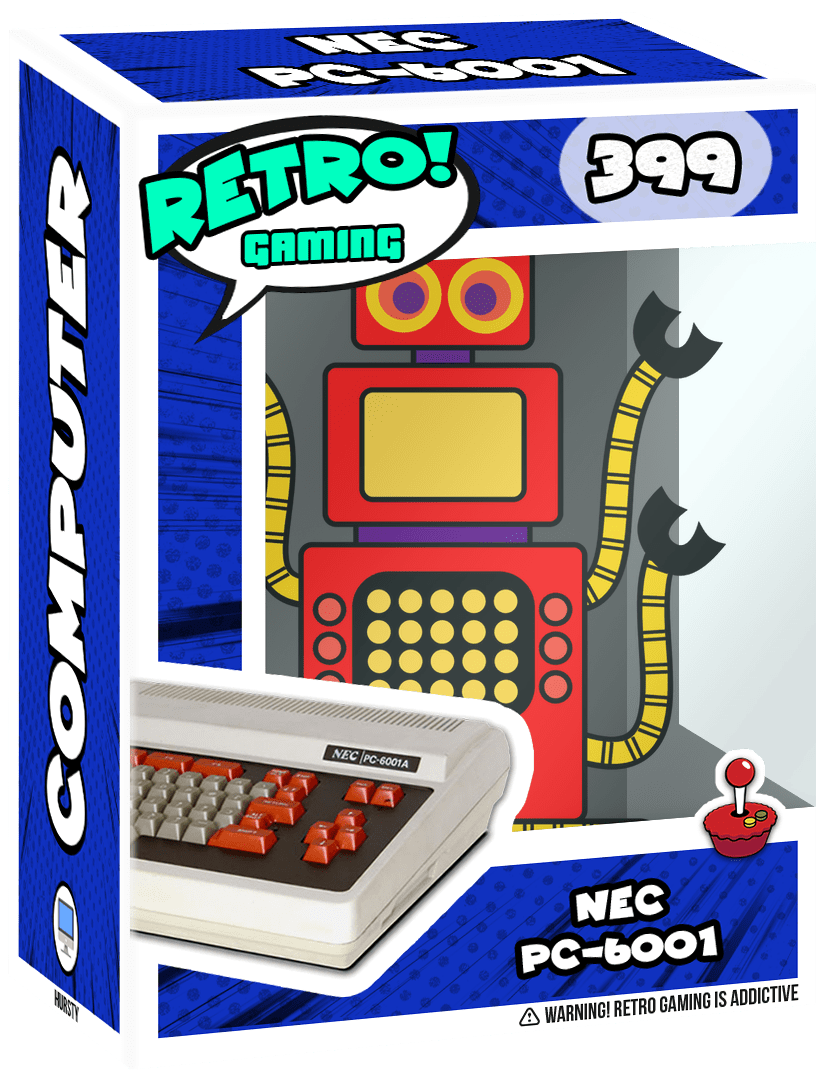 NEC
PC-6001
RETRO!
GAMING
399
COMPUTER
NEC PC-6001A
NEC
PC-6001
HURSTY
WARNING! RETRO GAMING IS ADDICTIVE